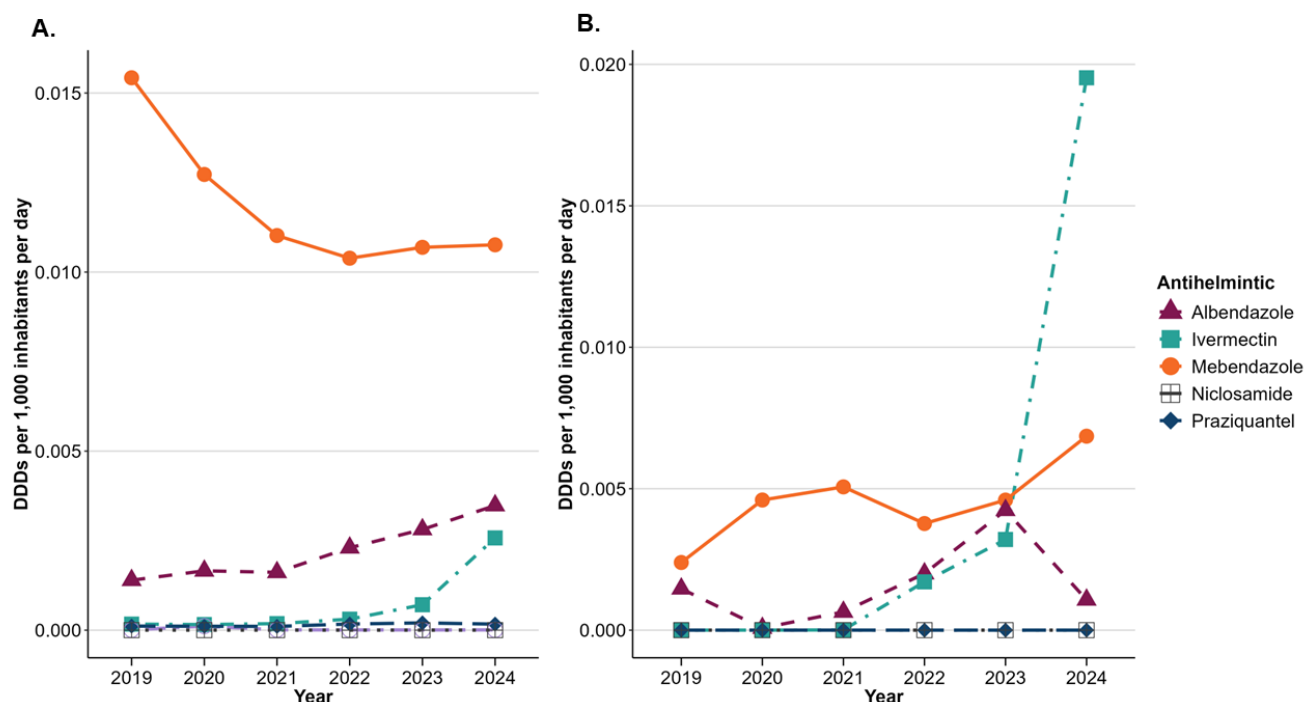 A.
DDDs per 1,000 inhabitants per day
0.015
0.010
0.005
0.000
2019 2020 2021 2022 2023 2024
Year
B.
DDDs per 1,000 inhabitants per day
0.020
0.015
0.010
0.005
0.000
2019 2020 2021 2022 2023 2024
Year
Antihelmintic
Albendazole
Ivermectin
Mebendazole
Niclosamide
Praziquantel